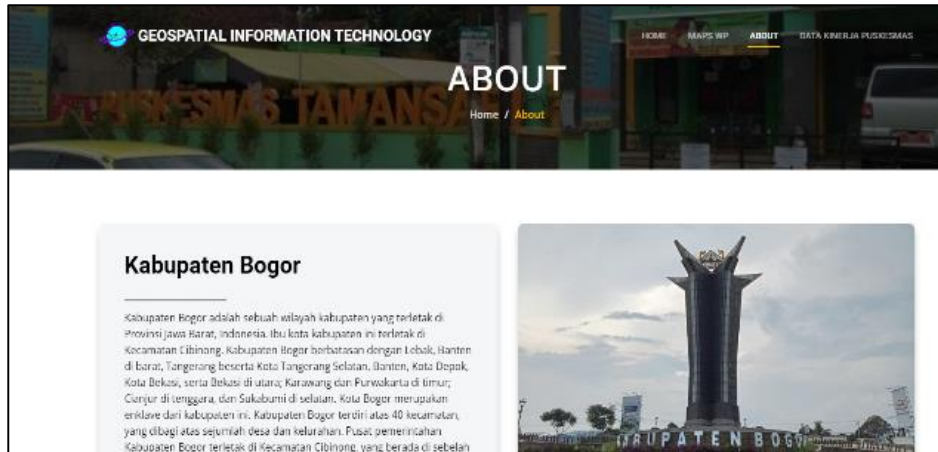 GEOSPATIAL INFORMATION TECHNOLOGY
HOME MAPS WP ABOUT DATA KINERJA PUSKESMAS
PUSKESMAS TAMANSARI
ABOUT
Home / About
Kabupaten Bogor
Kabupaten Bogor adalah sebuah wilayah kabupaten yang terletak di
Provinsi Jawa Barat, Indonesia. Ibu kota kabupaten ini terletak di
Kecamatan Cibinong. Kabupaten Bogor berbatasan dengan Lebak, Banten
di barat, Tangerang beserta Kota Tangerang Selatan, Banten, Kota Depok,
Kota Bekasi, serta Bekasi di utara; Karawang dan Purwakarta di timur;
Cianjur di tenggara, dan Sukabumi di selatan. Kota Bogor merupakan
enklave dari kabupaten ini. Kabupaten Bogor terdiri atas 40 kecamatan,
yang dibagi atas sejumlah desa dan kelurahan. Pusat pemerintahan
Kabupaten Bogor terletak di Kecamatan Cibinong, yang berada di sebelah
KABUPATEN BOGOR